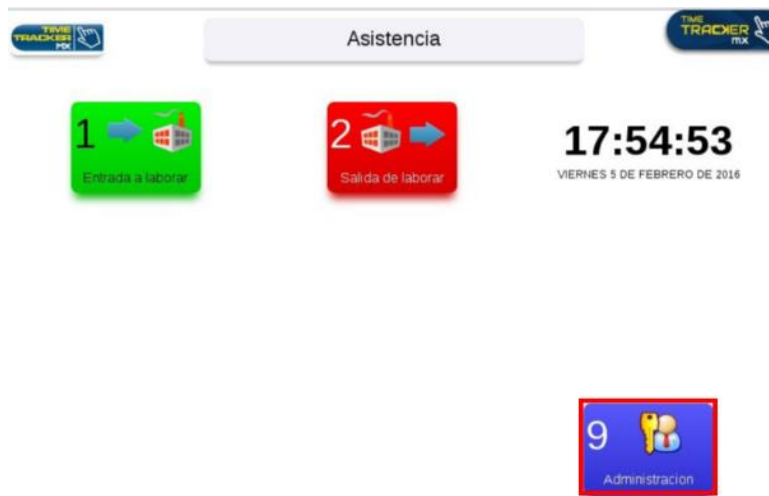 TIME
TRACKER
MX
Asistencia
TIME
TRACKER
mx
1
Entrada a laborar
2
Salida de laborar
17:54:53
VIERNES 5 DE FEBRERO DE 2016
9
Administracion